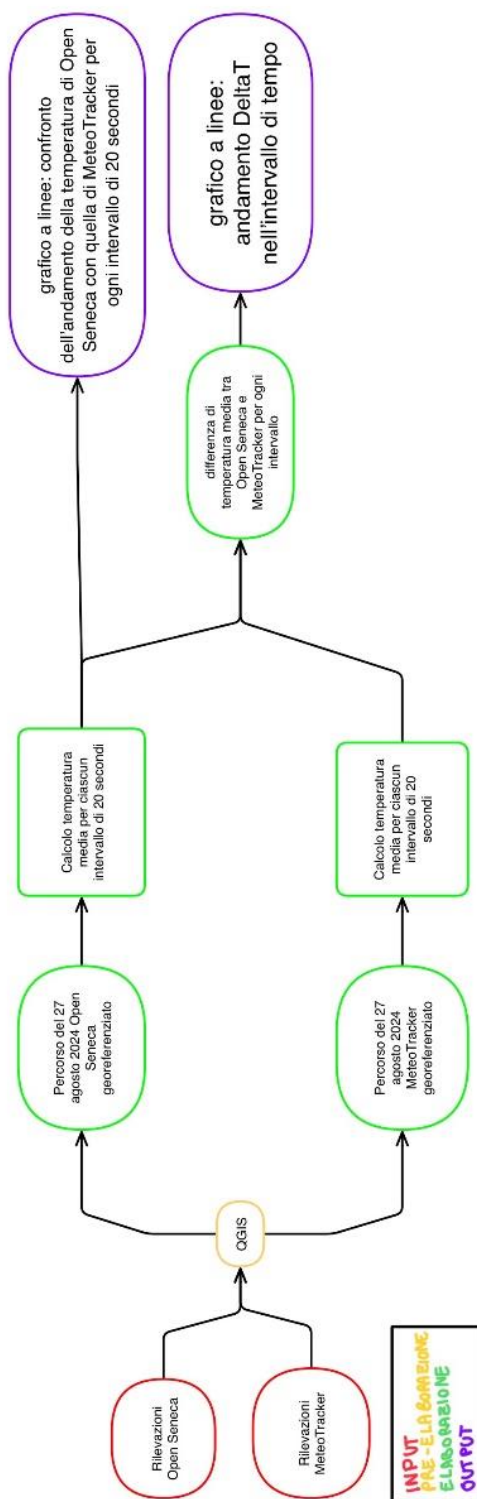 Rilevazioni
Open Seneca
Rilevazioni
MeteoTracker
QGIS
Percorso del 27
agosto 2024 Open
Seneca
georeferenziato
Percorso del 27
agosto 2024
MeteoTracker
georeferenziato
Calcolo temperatura
media per ciascun
intervallo di 20 secondi
Calcolo temperatura
media per ciascun
intervallo di 20
secondi
differenza di
temperatura media tra
Open Seneca e
MeteoTracker per ogni
intervallo
grafico a linee: confronto
dell'andamento della temperatura di Open
Seneca con quella di MeteoTracker per
ogni intervallo di 20 secondi
grafico a linee:
andamento DeltaT
nell'intervallo di tempo
INPUT
PRE-ELABORAZIONE
ELABORAZIONE
OUTPUT